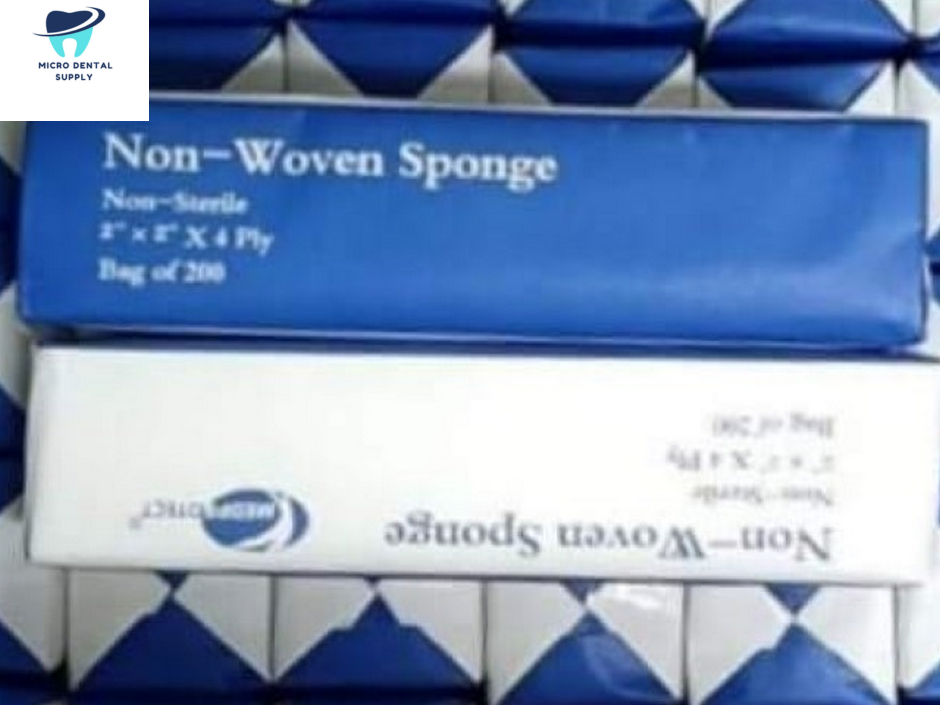 MICRO DENTAL
SUPPLY
Non-Woven Sponge
Non-Sterile
2" x 2" X 4 Ply
Bag of 200
Non-Woven Sponge
Non-Sterile
2" x 2" X 4 Ply
Bag of 200